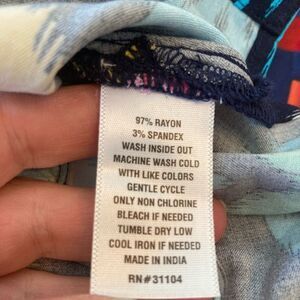 97% RAYON
3% SPANDEX
WASH INSIDE OUT
MACHINE WASH COLD
WITH LIKE COLORS
GENTLE CYCLE
ONLY NON CHLORINE
BLEACH IF NEEDED
TUMBLE DRY LOW
COOL IRON IF NEEDED
MADE IN INDIA
RN#31104